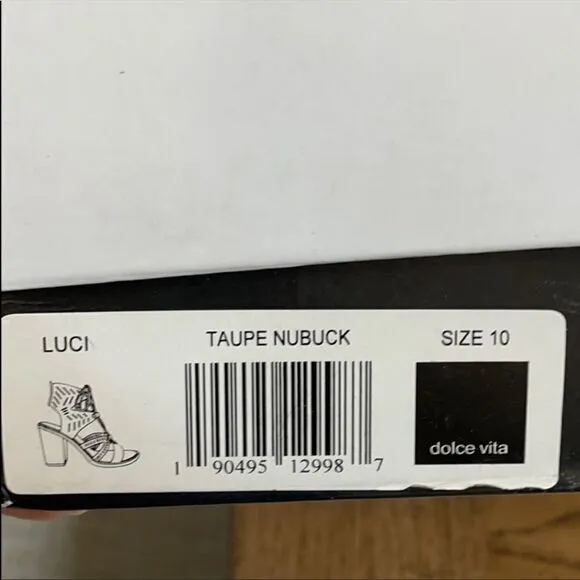 LUCI
TAUPE NUBUCK
SIZE 10
1 90495 12998 7
dolce vita